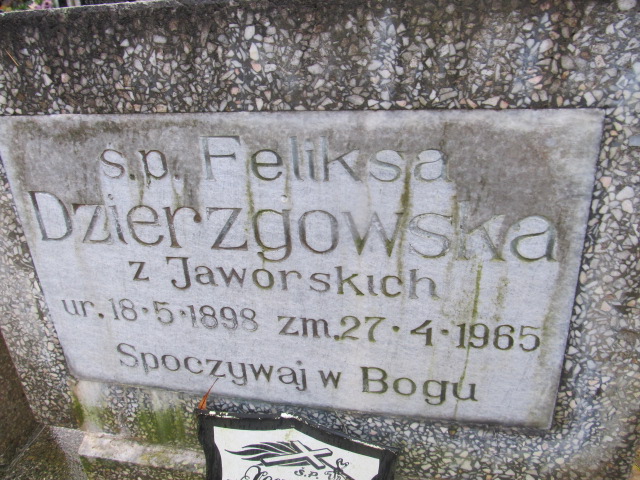 ś.p. Feliksa
Dzierzgowska
z Jaworskich
ur. 18·5·1898 zm. 27·4·1965
Spoczywaj w Bogu
Ś.P.